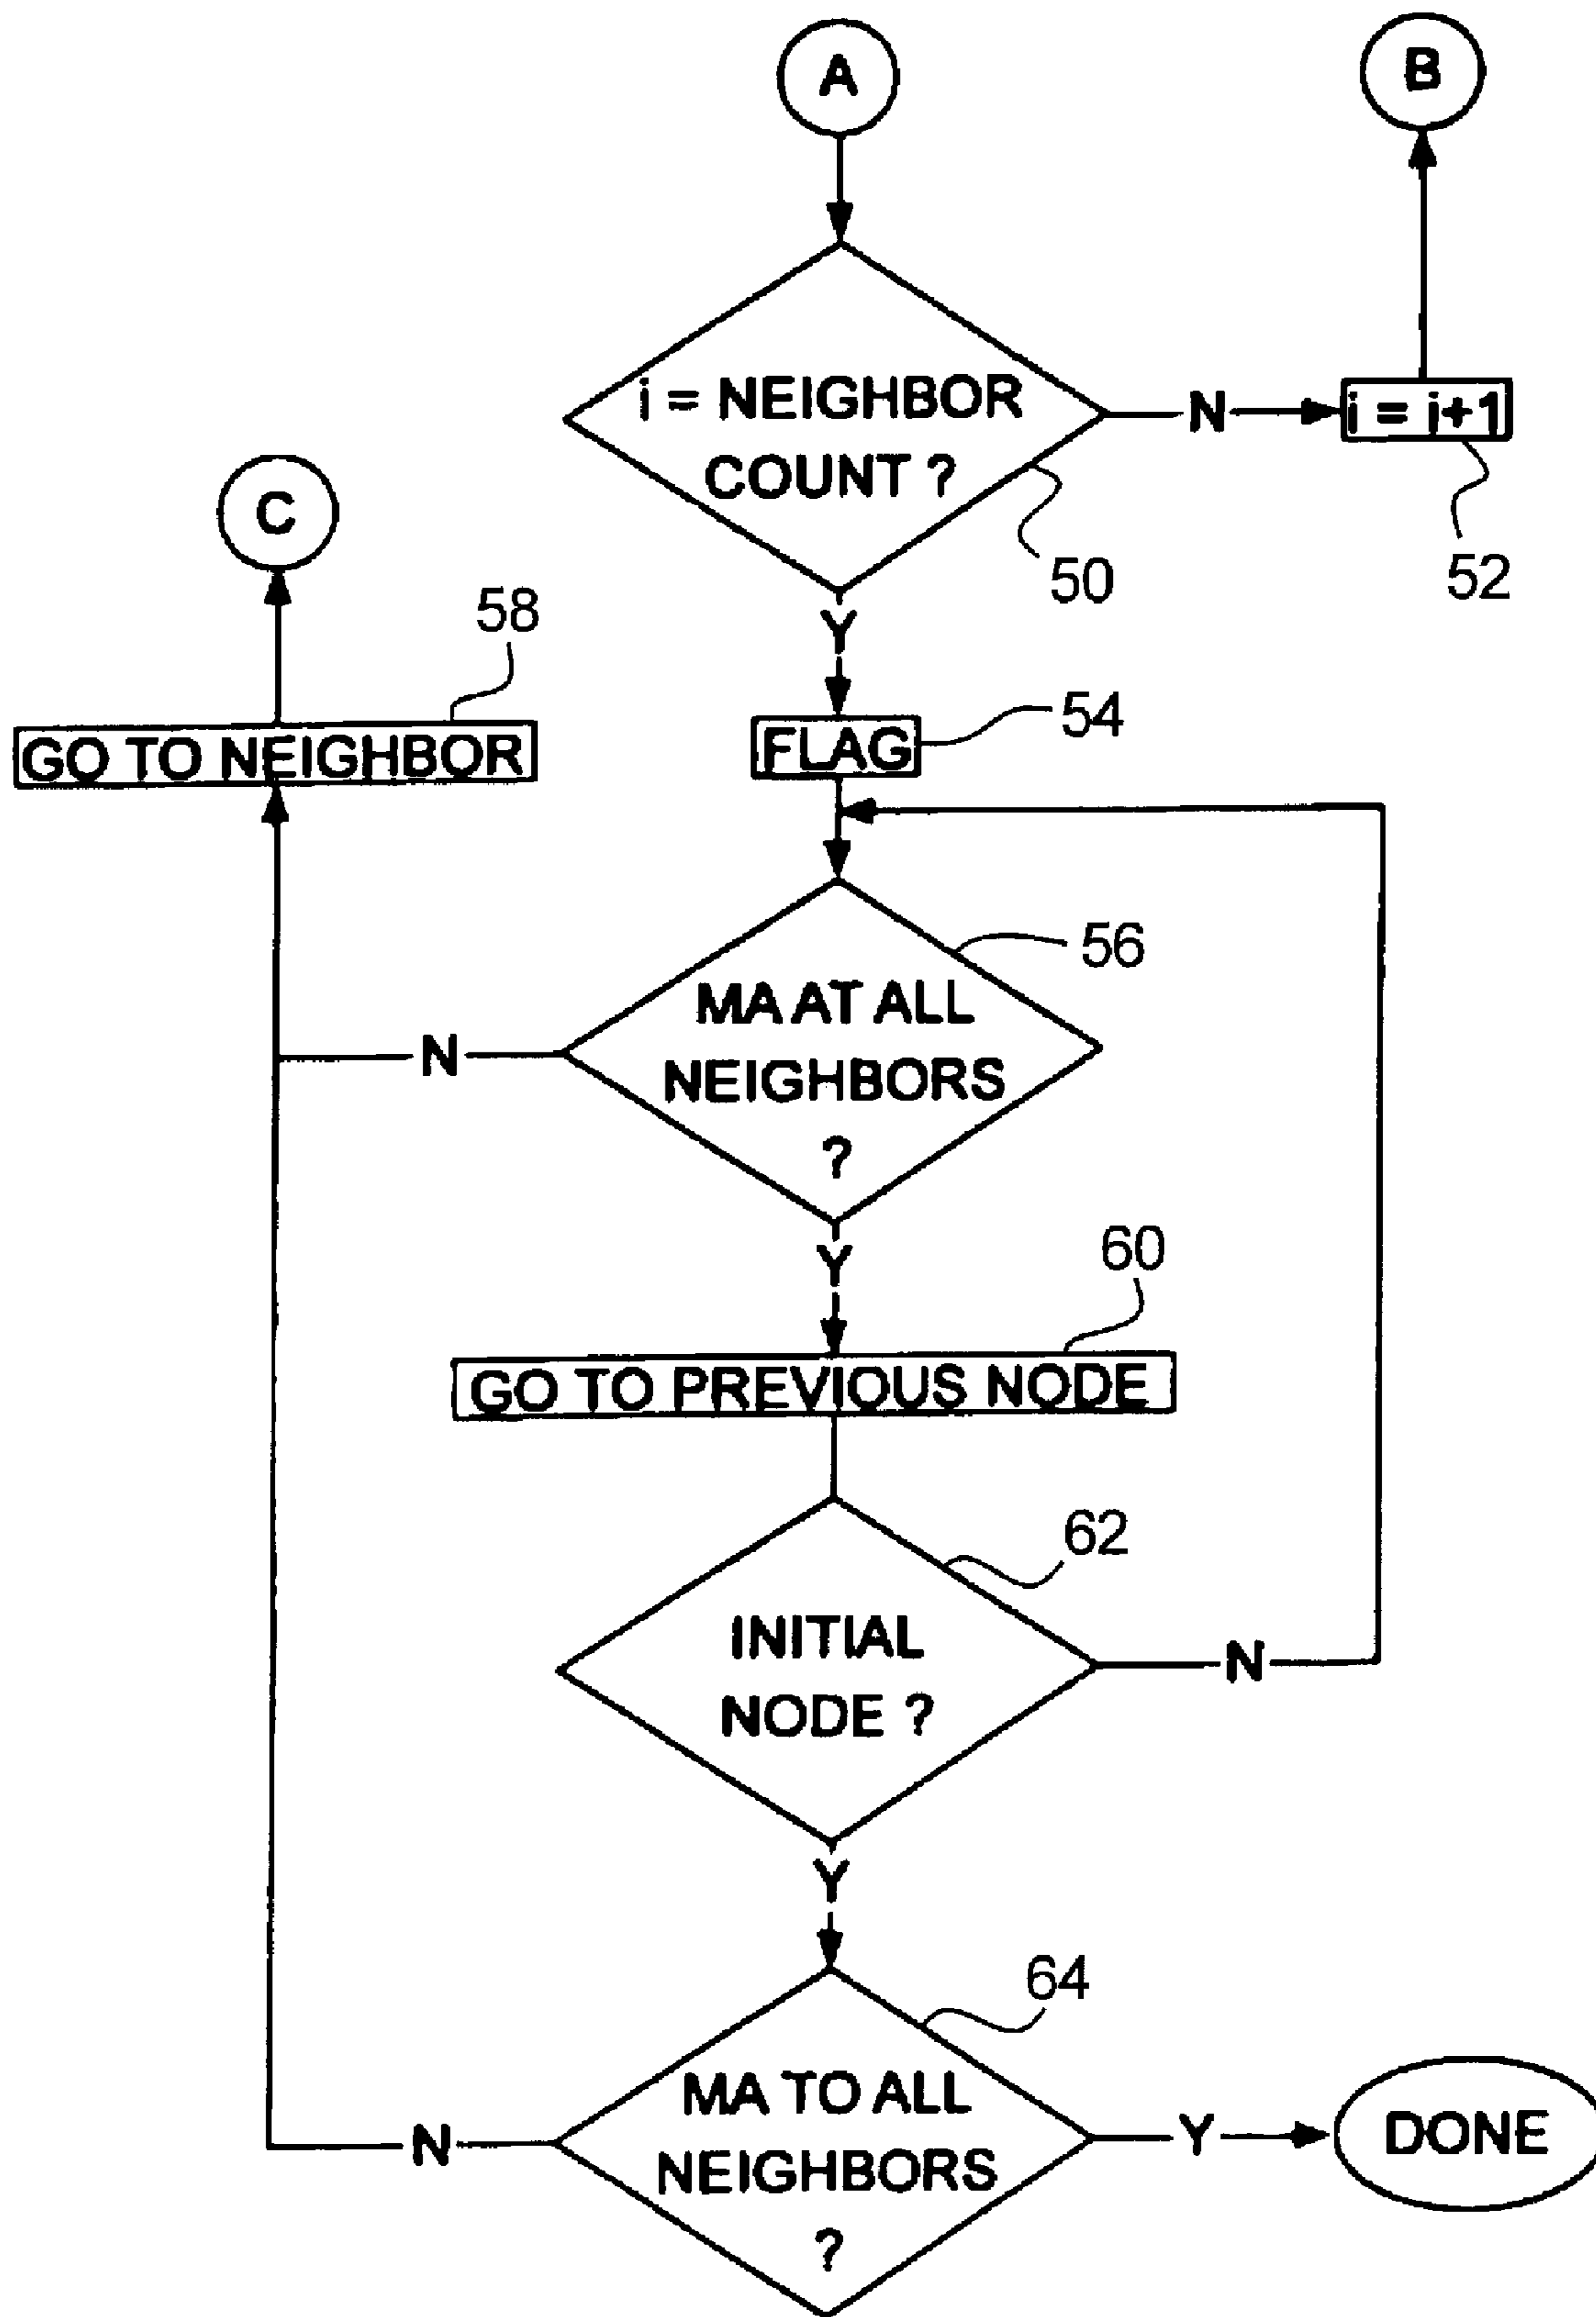 A
B
i = NEIGHBOR
COUNT ?
N
i = i+1
50
52
Y
C
58
GO TO NEIGHBOR
FLAG
54
56
MA AT ALL
NEIGHBORS
?
N
Y
60
GO TO PREVIOUS NODE
62
INITIAL
NODE ?
N
Y
64
MA TO ALL
NEIGHBORS
?
N
Y
DONE